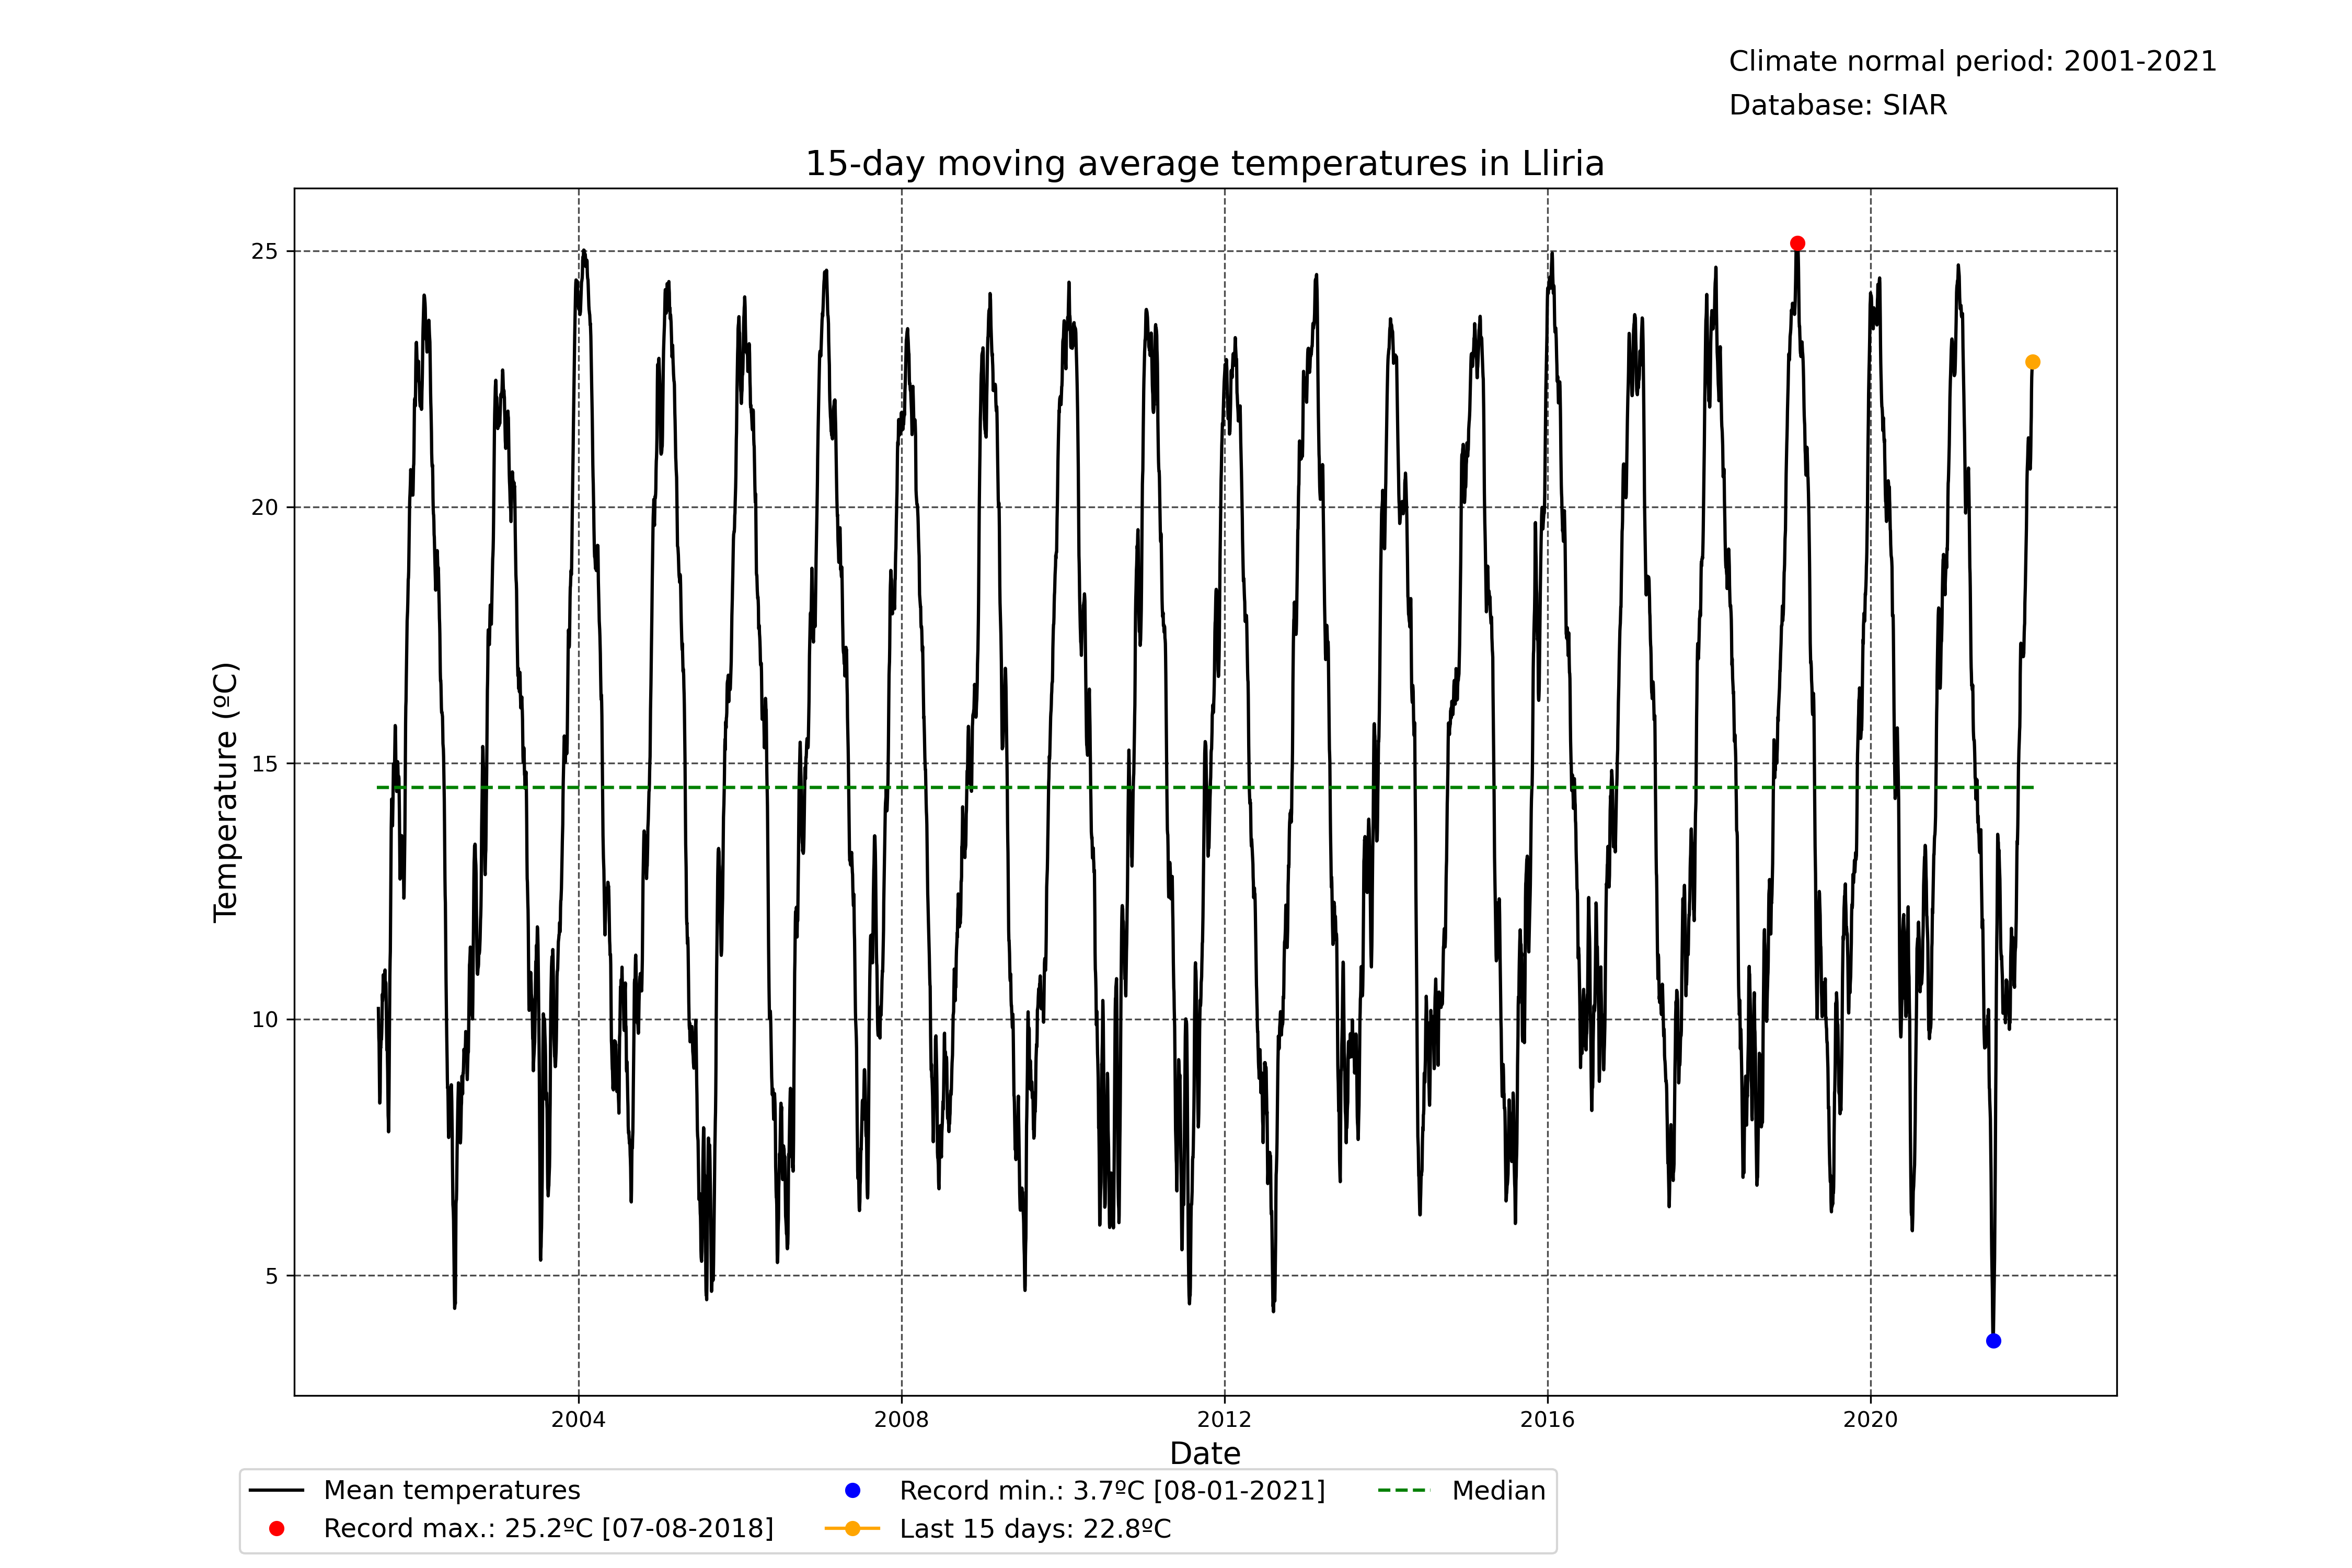 Climate normal period: 2001-2021
Database: SIAR
15-day moving average temperatures in Lliria
25
20
15
10
5
Temperature (ºC)
2004 2008 2012 2016 2020
Date
Mean temperatures
Record max.: 25.2ºC [07-08-2018]
Record min.: 3.7ºC [08-01-2021]
Last 15 days: 22.8ºC
Median